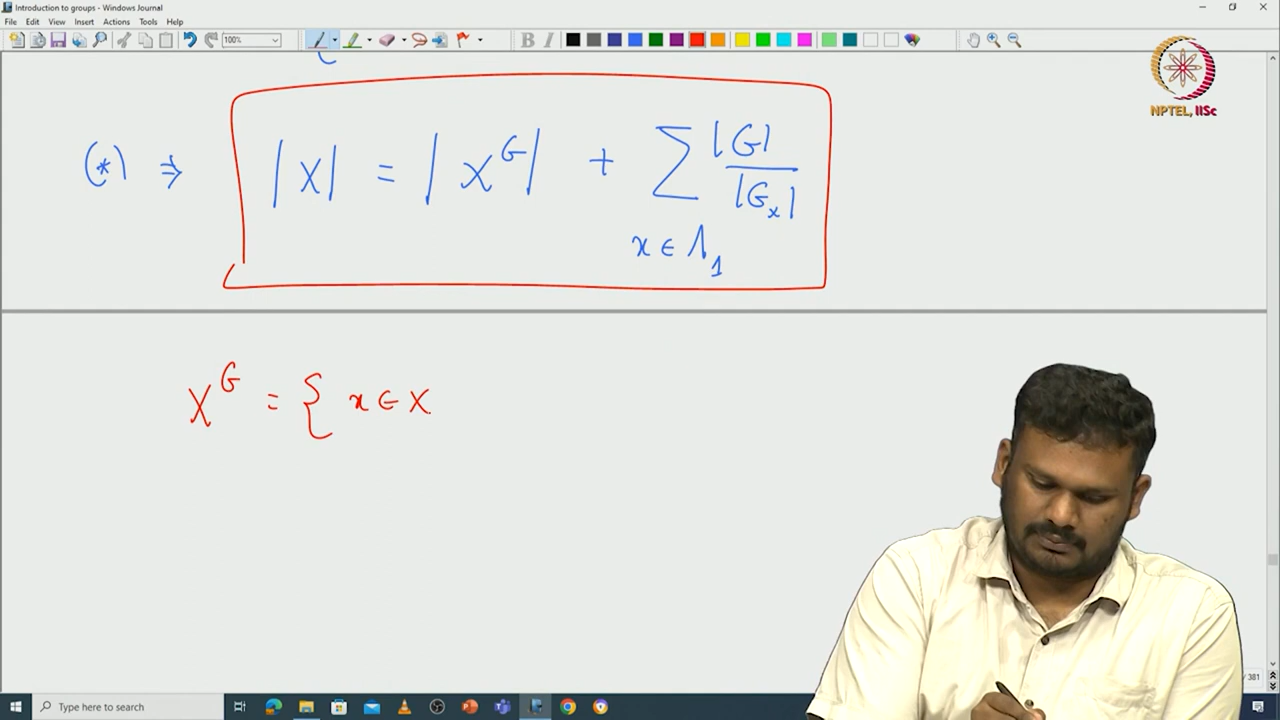 Introduction to groups - Windows Journal
File Edit View Insert Actions Tools Help
100%
B I
NPTEL, IISc
(*) ⇒ |X| = |X^G| + ∑_{x ∈ Λ_1} |G| / |G_x|
X^G = { x ∈ X
/ 381
Type here to search